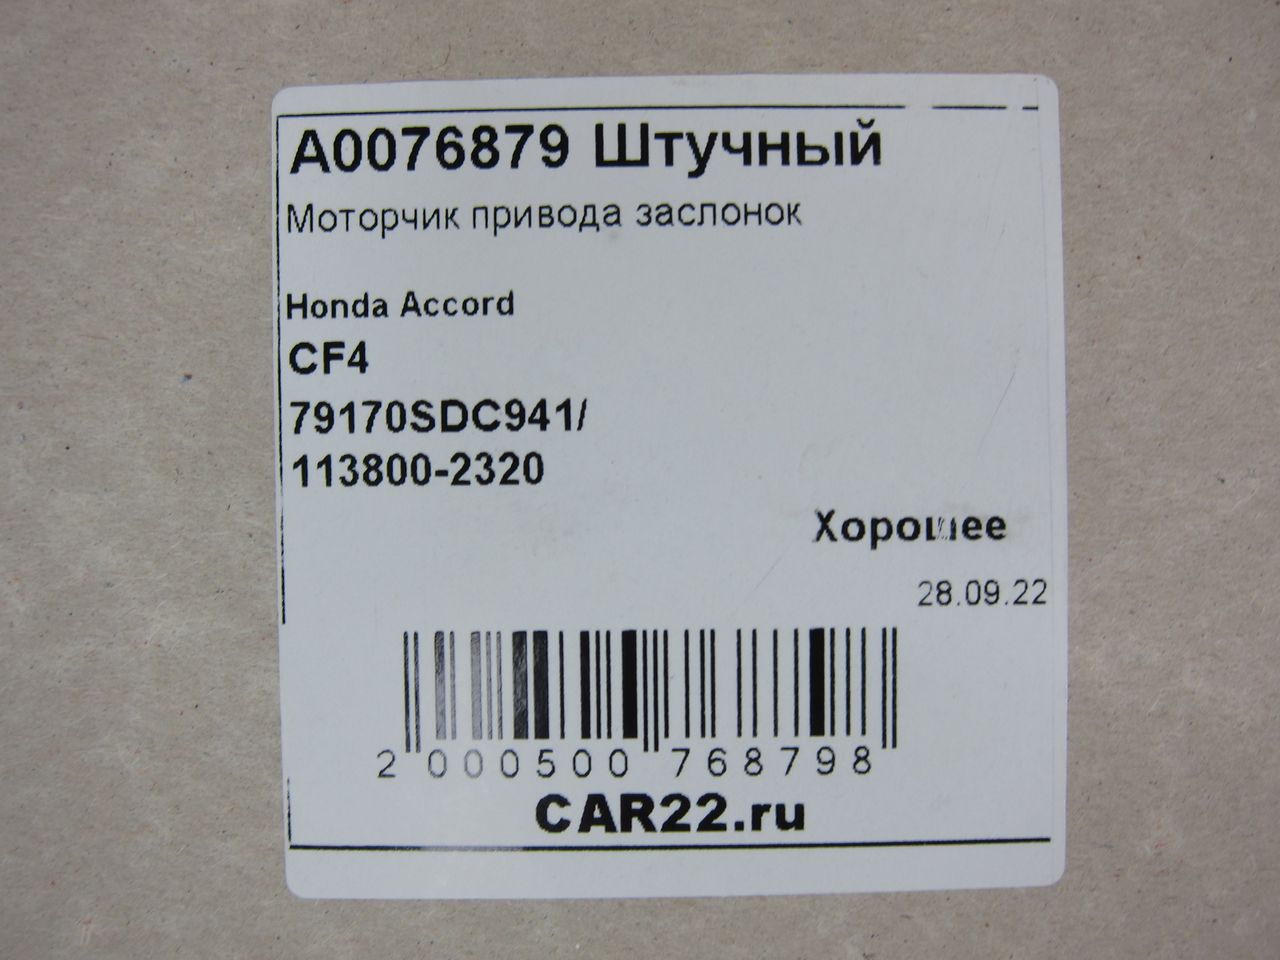 A0076879 Штучный
Моторчик привода заслонок
Honda Accord
CF4
79170SDC941/
113800-2320
Хорошее
28.09.22
2 000500 768798
CAR22.ru